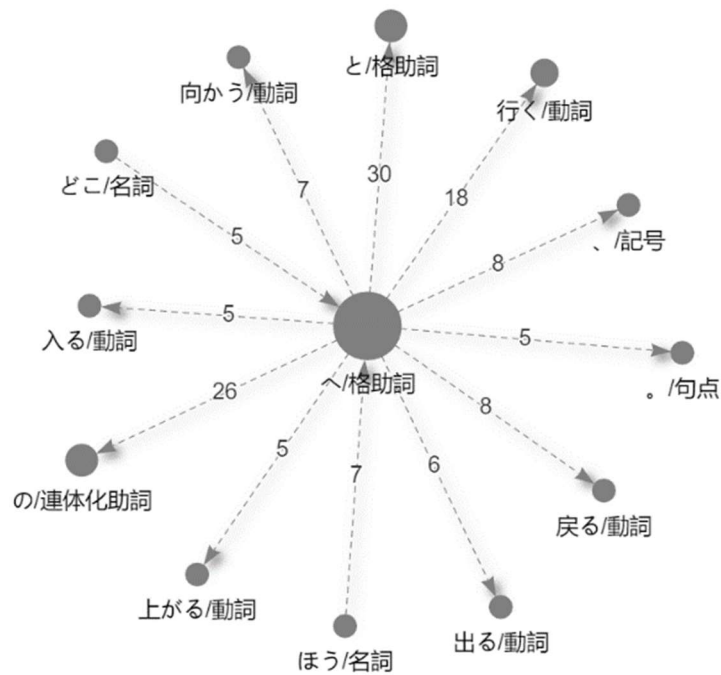 と/格助詞
向かう/動詞
行く/動詞
30
7
18
どこ/名詞
5
、/記号
8
5
入る/動詞
5
へ/格助詞
。/句点
26
8
5
7
6
の/連体化助詞
戻る/動詞
上がる/動詞
出る/動詞
ほう/名詞